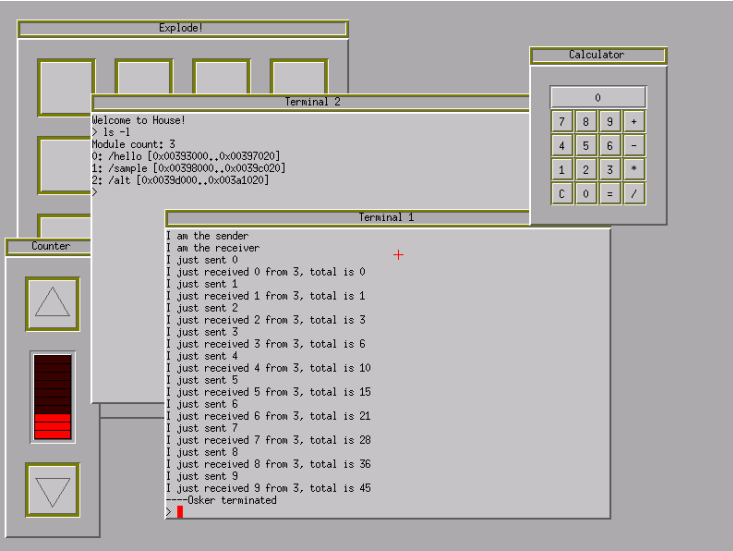 Explode!
Calculator
0
7 8 9 +
4 5 6 -
1 2 3 *
C 0 = /
Terminal 2
Welcome to House!
> ls -l
Module count: 3
0: /hello [0x00393000..0x00397020]
1: /sample [0x00398000..0x0039c020]
2: /alt [0x0039d000..0x003a1020]
>
Counter
Terminal 1
I am the sender
I am the receiver
I just sent 0
I just received 0 from 3, total is 0
I just sent 1
I just received 1 from 3, total is 1
I just sent 2
I just received 2 from 3, total is 3
I just sent 3
I just received 3 from 3, total is 6
I just sent 4
I just received 4 from 3, total is 10
I just sent 5
I just received 5 from 3, total is 15
I just sent 6
I just received 6 from 3, total is 21
I just sent 7
I just received 7 from 3, total is 28
I just sent 8
I just received 8 from 3, total is 36
I just sent 9
I just received 9 from 3, total is 45
----Osker terminated
>